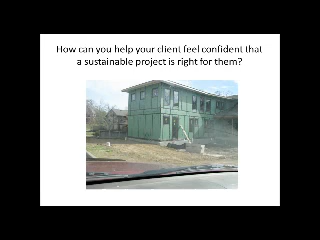 How can you help your client feel confident that
a sustainable project is right for them?